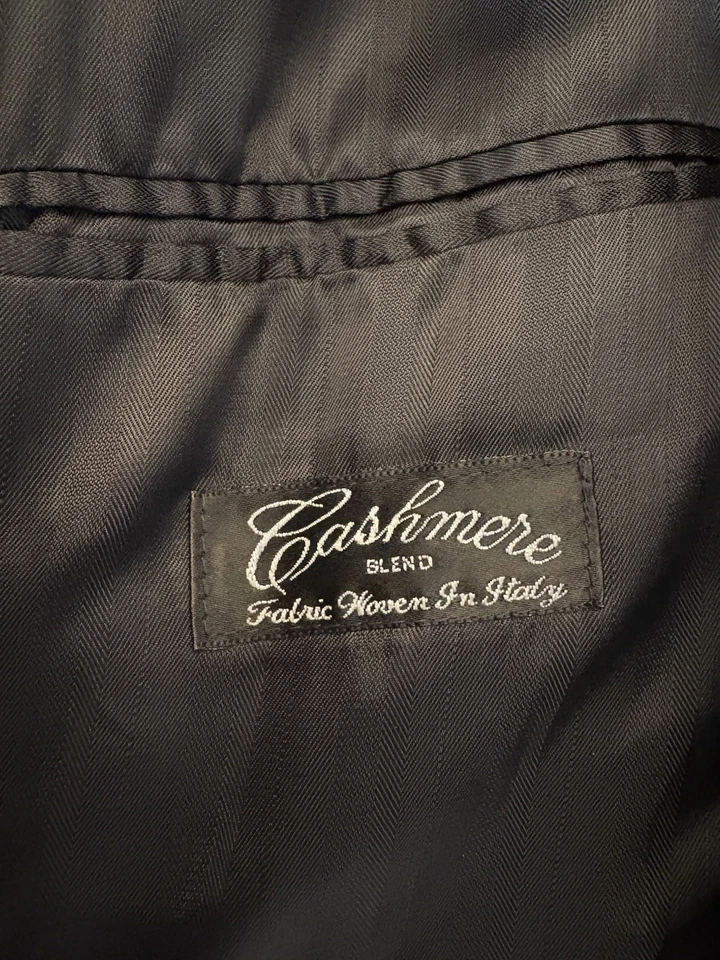 Cashmere
BLEND
Fabric Woven In Italy